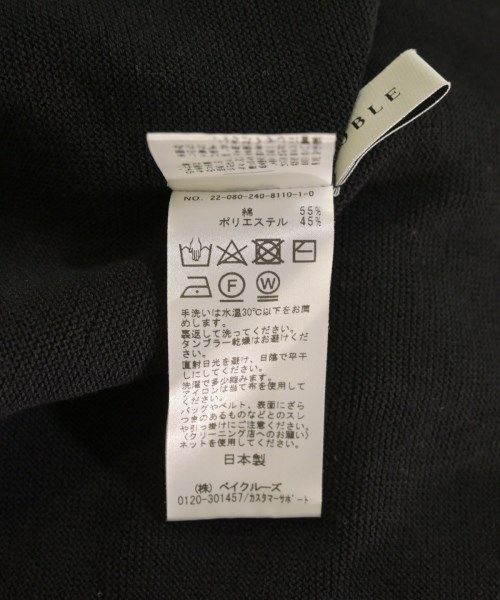 OBLE
NO. 22-080-240-8110-1-0
綿 55%
ポリエステル 45%
F
W
手洗いは水温30℃以下をお薦
めします。
裏返して洗ってください。
タンブラー乾燥はお避けくださ
い。
直射日光を避け、日陰で平干
しにしてください。
洗濯で多少縮みます。
アイロンは当て布を使用して
ください。
バッグやベルト、表面にざら
つきのあるものなどとのスレ
や引っ掛けにご注意ください。
(クリーニング店へのお願い)
ネットを使用してください。
日本製
(株) ベイクルーズ
0120-301457/カスタマーサポート